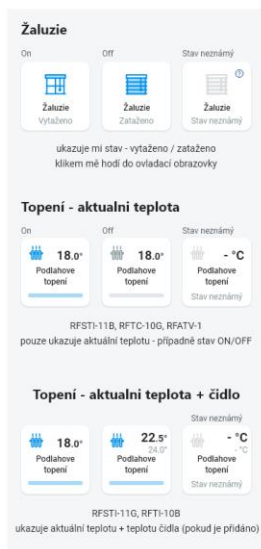 Žaluzie
On Off Stav neznámý
Žaluzie Žaluzie Žaluzie
Vytaženo Zataženo Stav neznámý
ukazuje mi stav - vytaženo / zataženo
klikem mě hodí do ovladací obrazovky
Topení - aktualni teplota
On Off Stav neznámý
18.0° 18.0° - °C
Podlahove Podlahove Podlahove
topení topení topení
Stav neznámý
RFSTI-11B, RFTC-10G, RFATV-1
pouze ukazuje aktuální teplotu - případně stav ON/OFF
Topení - aktualni teplota + čidlo
Stav neznámý
18.0° 22.5° - °C
24.0° - °C
Podlahove Podlahove Podlahove
topení topení topení
Stav neznámý
RFSTI-11G, RFTI-10B
ukazuje aktuální teplotu + teplotu čidla (pokud je přidáno)